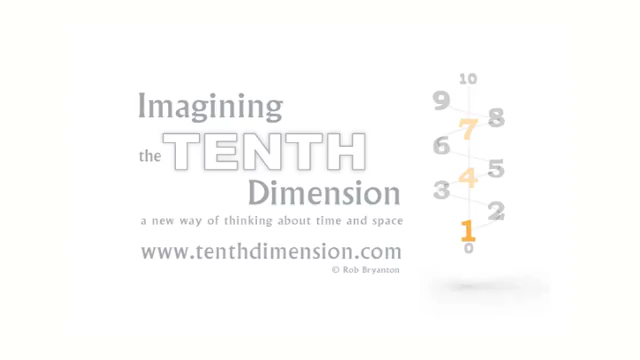 Imagining
the TENTH
Dimension
a new way of thinking about time and space
www.tenthdimension.com
© Rob Bryanton
10
9
8
7
6
5
4
3
2
1
0